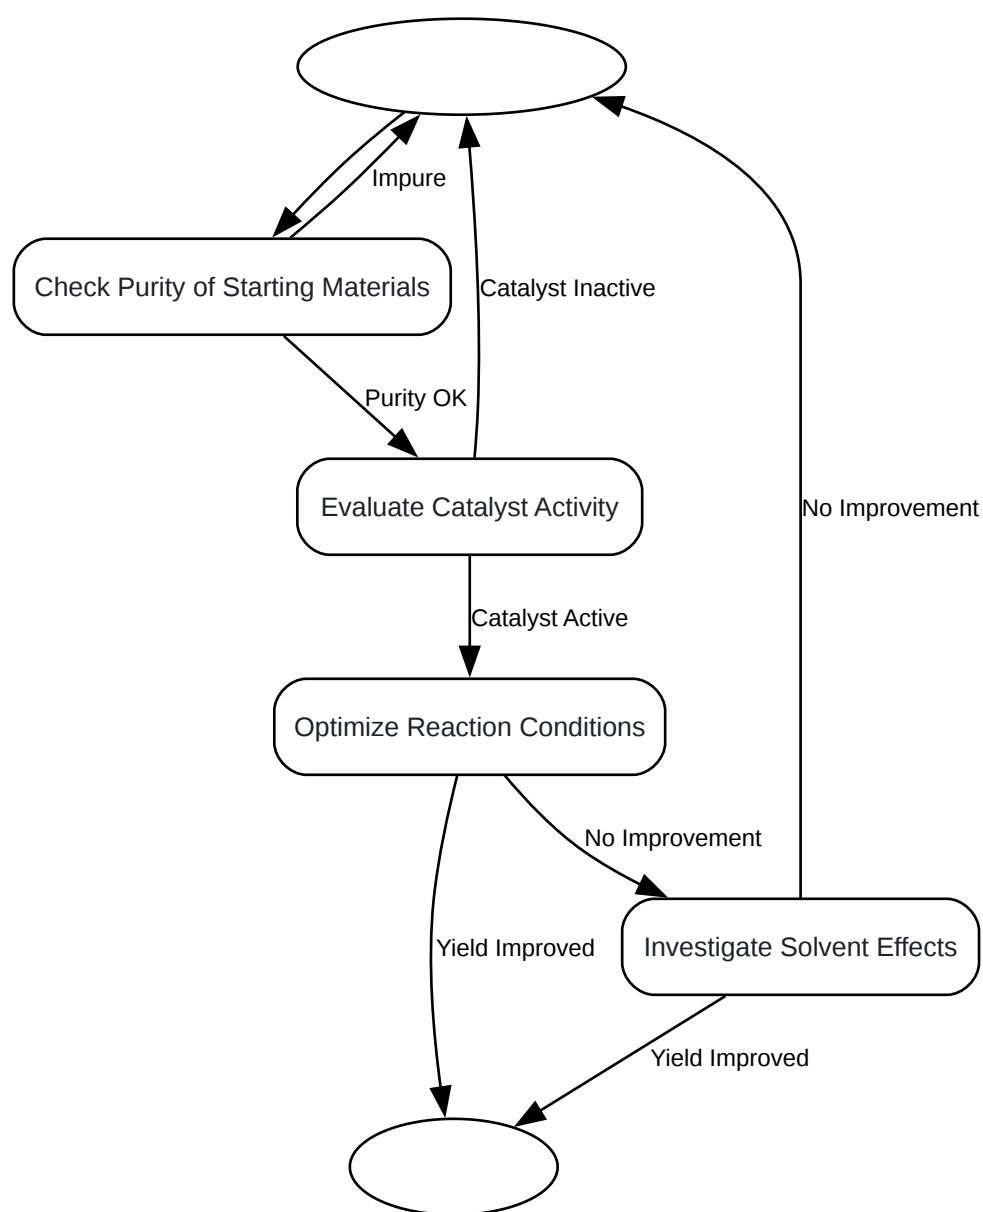 Impure
Check Purity of Starting Materials
Catalyst Inactive
Purity OK
Evaluate Catalyst Activity
No Improvement
Catalyst Active
Optimize Reaction Conditions
No Improvement
Yield Improved
Investigate Solvent Effects
Yield Improved